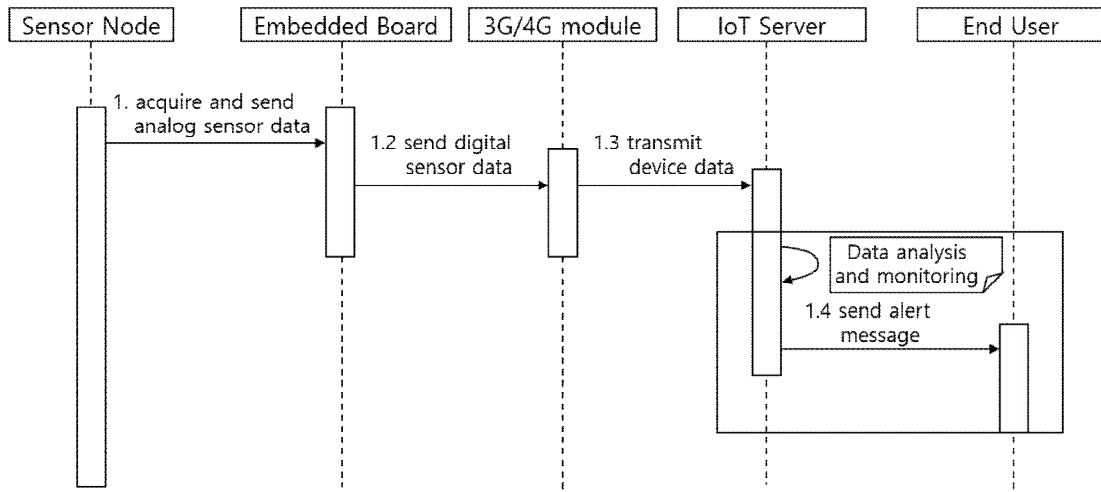 Sensor Node
Embedded Board
3G/4G module
IoT Server
End User
1. acquire and send
analog sensor data
1.2 send digital
sensor data
1.3 transmit
device data
Data analysis
and monitoring
1.4 send alert
message